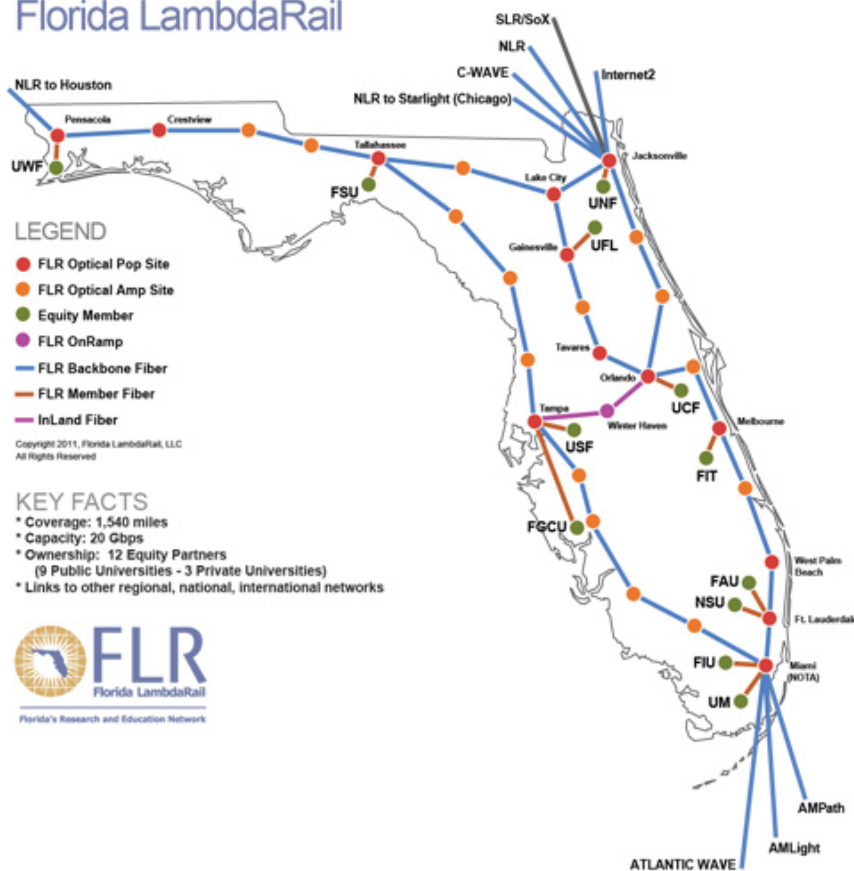 Florida LambdaRail
SLR/SoX
NLR
C-WAVE
Internet2
NLR to Starlight (Chicago)
NLR to Houston
Pensacola
Crestview
Tallahassee
Lake City
Jacksonville
UWF
FSU
UNF
Gainesville
UFL
LEGEND
FLR Optical Pop Site
FLR Optical Amp Site
Equity Member
FLR OnRamp
FLR Backbone Fiber
FLR Member Fiber
InLand Fiber
Copyright 2011, Florida LambdaRail, LLC
All Rights Reserved
Tavares
Orlando
UCF
Tampa
Winter Haven
USF
Melbourne
FIT
FGCU
KEY FACTS
* Coverage: 1,540 miles
* Capacity: 20 Gbps
* Ownership: 12 Equity Partners
(9 Public Universities - 3 Private Universities)
* Links to other regional, national, international networks
West Palm
Beach
FAU
NSU
Ft. Lauderdale
FIU
Miami
(NOTA)
UM
FLR
Florida LambdaRail
Florida's Research and Education Network
AMPath
AMLight
ATLANTIC WAVE